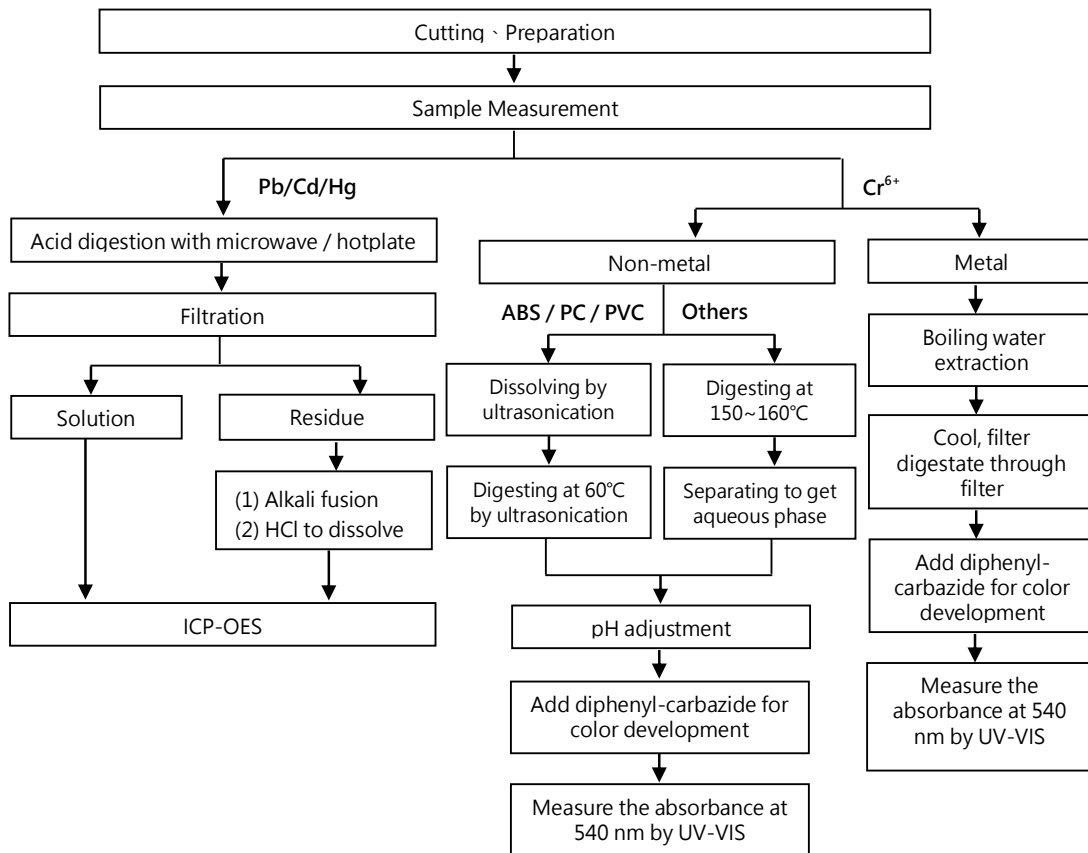 Cutting、Preparation
Sample Measurement
Pb/Cd/Hg
Cr⁶⁺
Acid digestion with microwave / hotplate
Filtration
Solution
Residue
(1) Alkali fusion
(2) HCl to dissolve
ICP-OES
Non-metal
ABS / PC / PVC
Others
Dissolving by
ultrasonication
Digesting at 60℃
by ultrasonication
Digesting at
150~160℃
Separating to get
aqueous phase
pH adjustment
Add diphenyl-carbazide for
color development
Measure the absorbance at
540 nm by UV-VIS
Metal
Boiling water
extraction
Cool, filter
digestate through
filter
Add diphenyl-
carbazide for color
development
Measure the
absorbance at 540
nm by UV-VIS